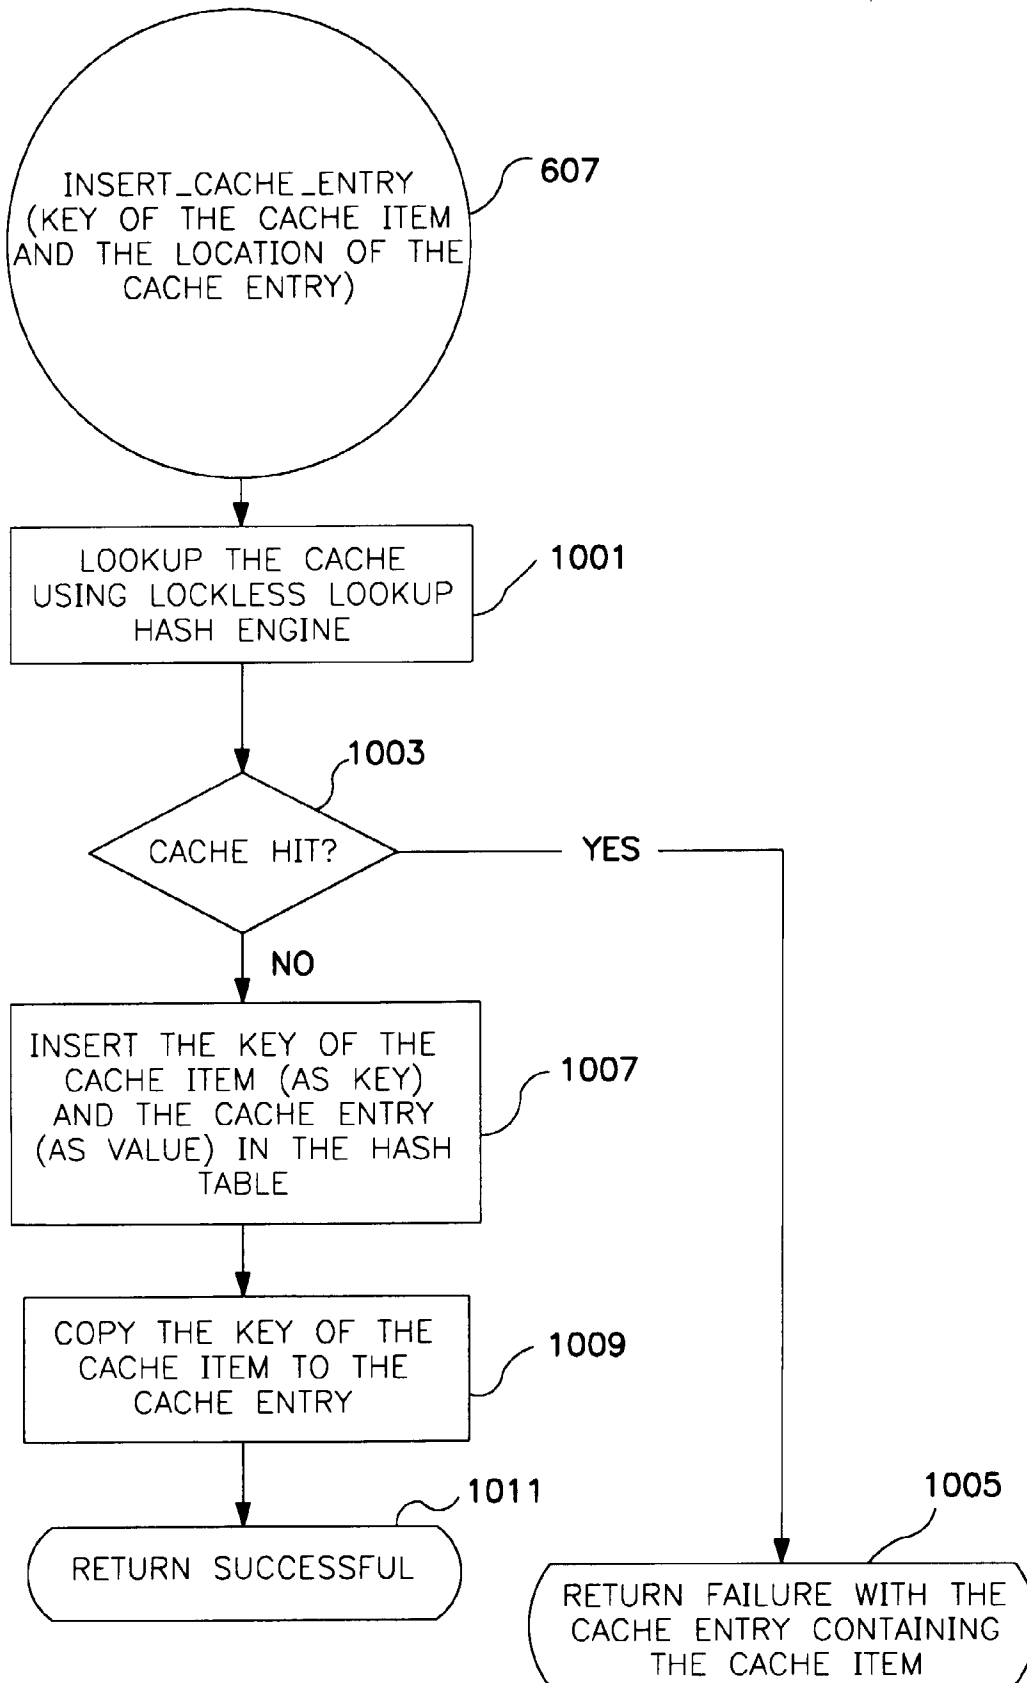 INSERT_CACHE_ENTRY
(KEY OF THE CACHE ITEM
AND THE LOCATION OF THE
CACHE ENTRY)
607
LOOKUP THE CACHE
USING LOCKLESS LOOKUP
HASH ENGINE
1001
1003
CACHE HIT?
YES
NO
INSERT THE KEY OF THE
CACHE ITEM (AS KEY)
AND THE CACHE ENTRY
(AS VALUE) IN THE HASH
TABLE
1007
COPY THE KEY OF THE
CACHE ITEM TO THE
CACHE ENTRY
1009
1011
RETURN SUCCESSFUL
1005
RETURN FAILURE WITH THE
CACHE ENTRY CONTAINING
THE CACHE ITEM